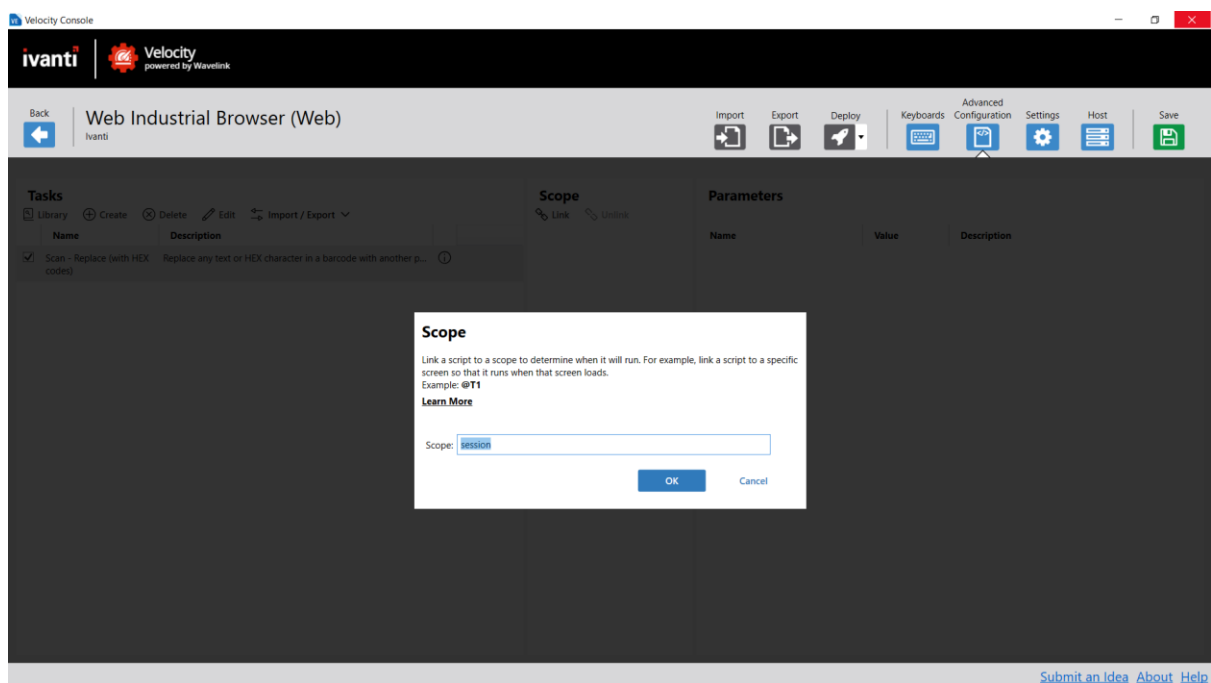 Velocity Console
ivanti
Velocity
powered by Wavelink
Back
Web Industrial Browser (Web)
Ivanti
Import Export Deploy Keyboards Advanced Configuration Settings Host Save
Tasks
Library Create Delete Edit Import / Export
Name Description
Scan - Replace (with HEX codes) Replace any text or HEX character in a barcode with another p...
Scope
Link Unlink
Parameters
Name Value Description
Scope
Link a script to a scope to determine when it will run. For example, link a script to a specific
screen so that it runs when that screen loads.
Example: @T1
Learn More
Scope: session
OK Cancel
Submit an Idea About Help